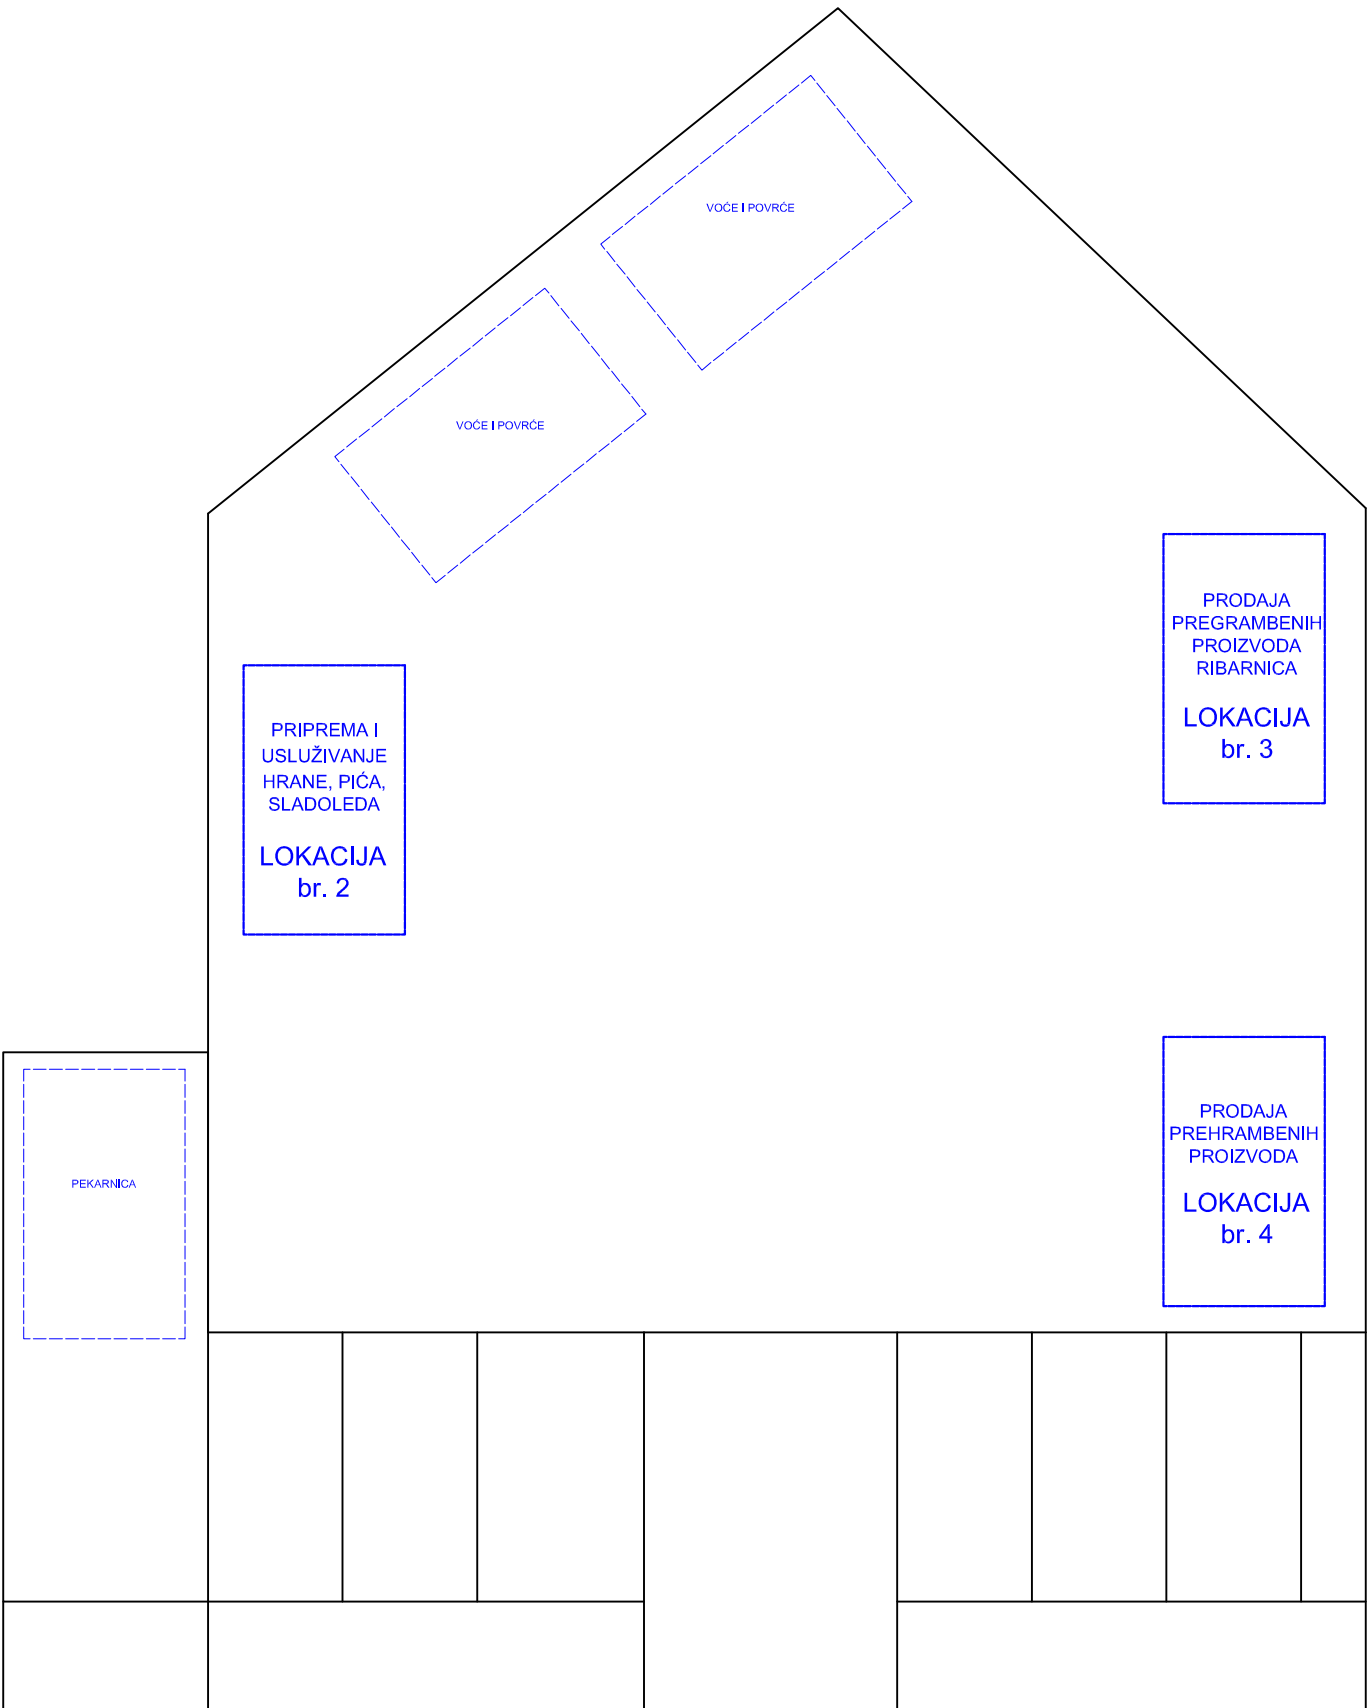 VOĆE I POVRĆE
VOĆE I POVRĆE
PRODAJA
PREGRAMBENIH
PROIZVODA
RIBARNICA
LOKACIJA
br. 3
PRIPREMA I
USLUŽIVANJE
HRANE, PIĆA,
SLADOLEDA
LOKACIJA
br. 2
PRODAJA
PREHRAMBENIH
PROIZVODA
LOKACIJA
br. 4
PEKARNICA